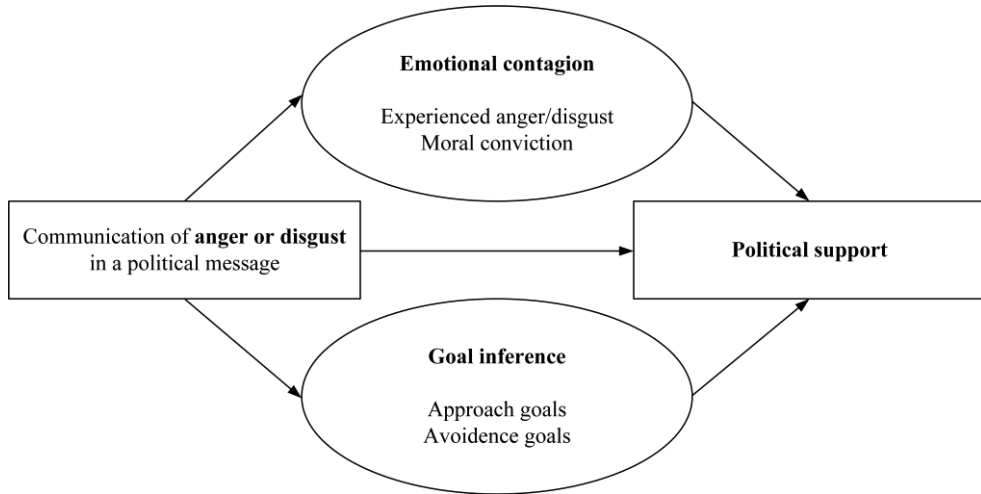 Emotional contagion
Experienced anger/disgust
Moral conviction
Communication of anger or disgust
in a political message
Political support
Goal inference
Approach goals
Avoidence goals